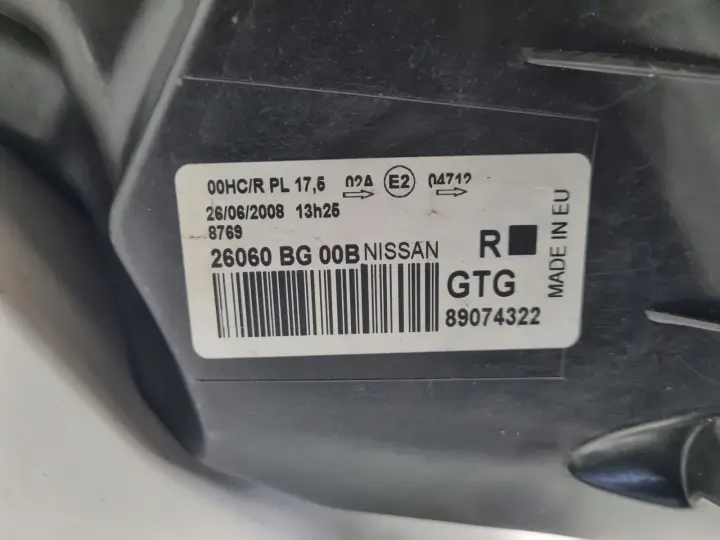 00HC/R PL 17,5 02A E2 04712
26/06/2008 13h25
8769
26060 BG 00B NISSAN R
GTG
89074322
MADE IN EU